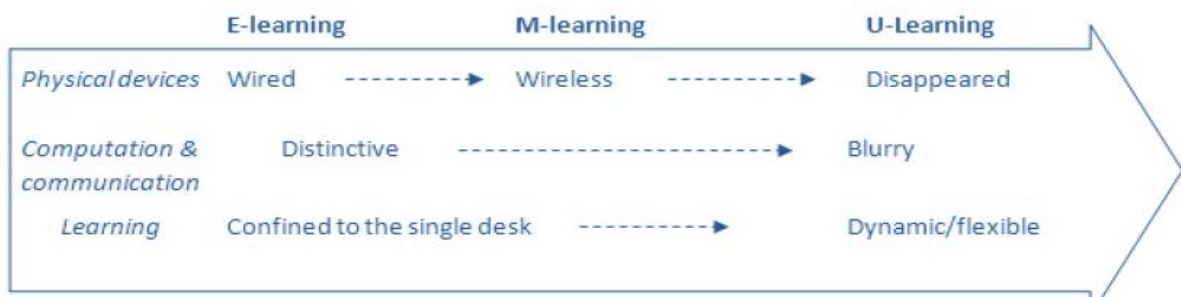 E-learning M-learning U-Learning
Physical devices Wired Wireless Disappeared
Computation & Distinctive Blurry
communication
Learning Confined to the single desk Dynamic/flexible